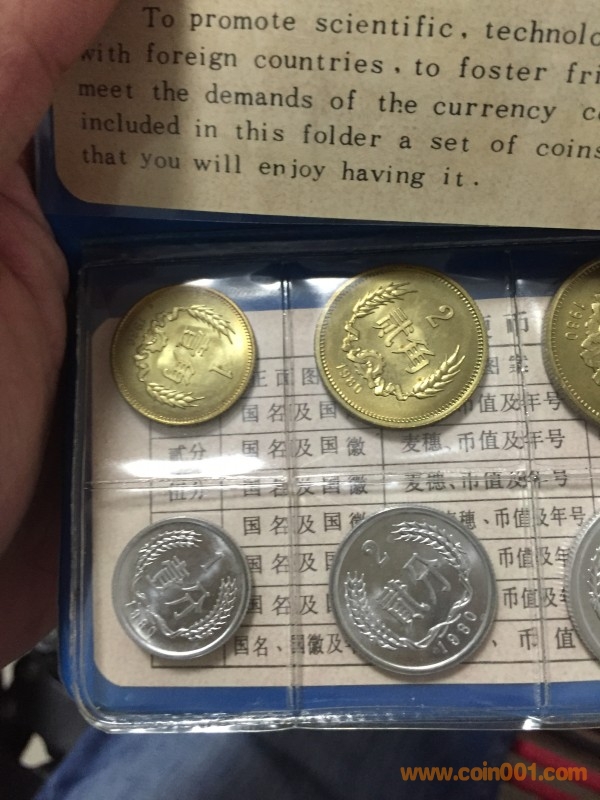 To promote scientific, technolo
with foreign countries, to foster fri
meet the demands of the currency c
included in this folder a set of coins
that you will enjoy having it.
壹角 1
贰角 2
1980
1980
币
正面图
图案
国名及国
币值及年号
贰分
国名及国徽
麦穗、币值及年号
伍分
国名及国徽
麦穗、币值及年号
国名及国徽
麦穗、币值及年号
国名及国
币值及年号
国名及国
币值及年
国名、国徽及年
、币值
壹分
1980
2 贰分
1980
www.coin001.com